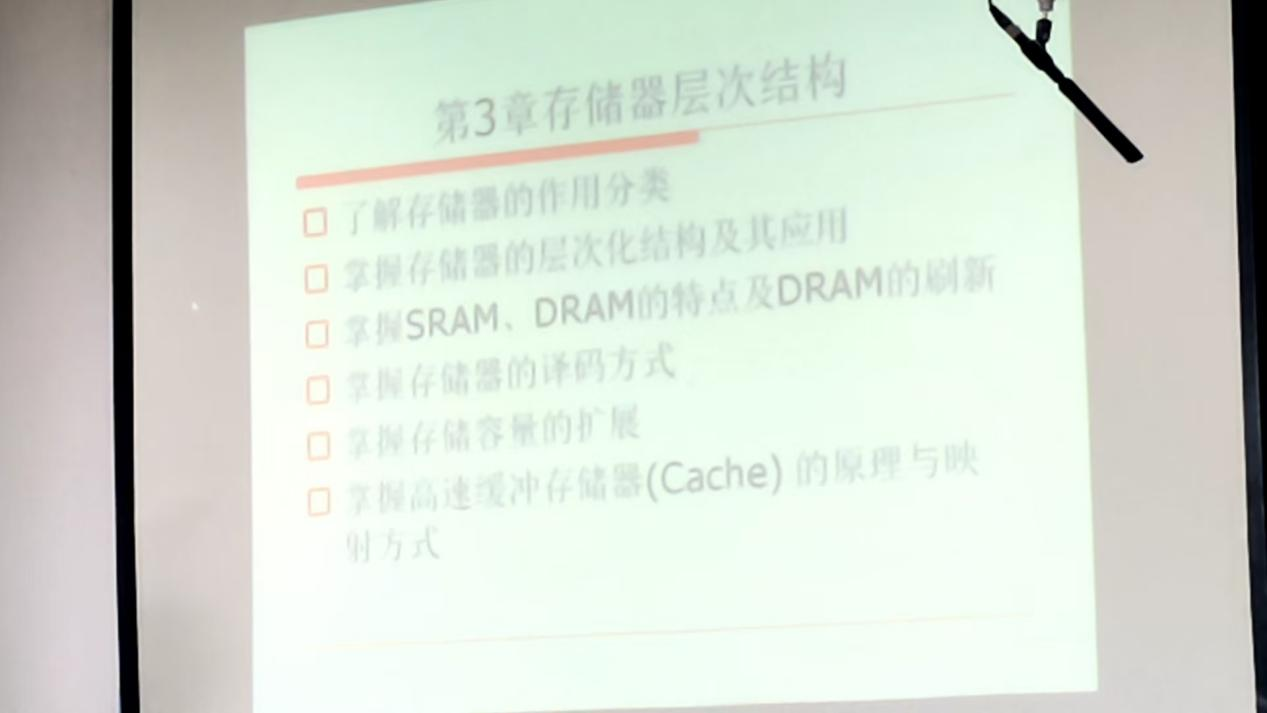 第3章存储器层次结构
了解存储器的作用分类
掌握存储器的层次化结构及其应用
掌握SRAM、DRAM的特点及DRAM的刷新
掌握存储器的译码方式
掌握存储容量的扩展
掌握高速缓冲存储器(Cache) 的原理与映
射方式